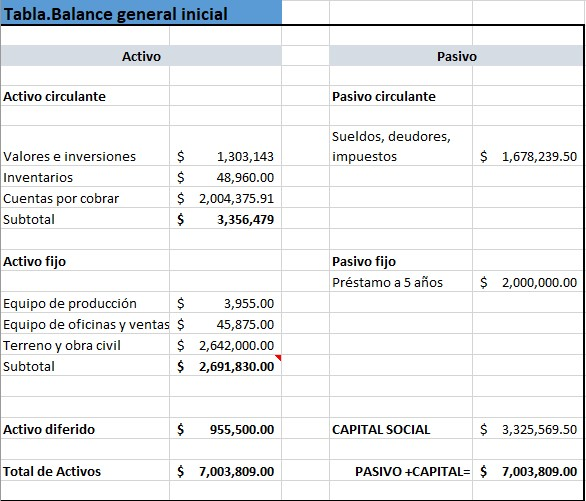 Tabla.Balance general inicial
Activo Pasivo
Activo circulante Pasivo circulante
Sueldos, deudores,
Valores e inversiones $ 1,303,143 impuestos $ 1,678,239.50
Inventarios $ 48,960.00
Cuentas por cobrar $ 2,004,375.91
Subtotal $ 3,356,479
Activo fijo Pasivo fijo
Préstamo a 5 años $ 2,000,000.00
Equipo de producción $ 3,955.00
Equipo de oficinas y ventas $ 45,875.00
Terreno y obra civil $ 2,642,000.00
Subtotal $ 2,691,830.00
Activo diferido $ 955,500.00 CAPITAL SOCIAL $ 3,325,569.50
Total de Activos $ 7,003,809.00 PASIVO +CAPITAL= $ 7,003,809.00